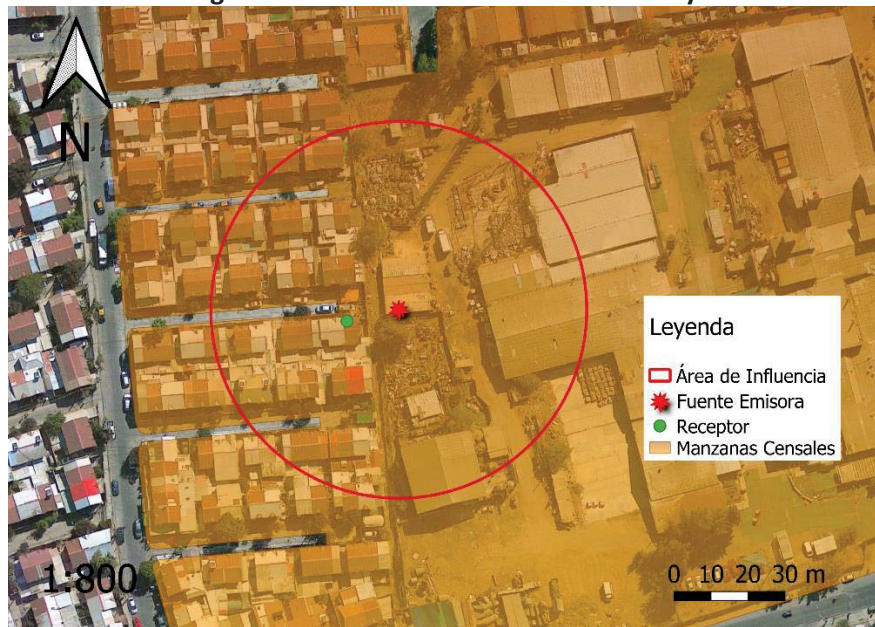 N
Leyenda
Área de Influencia
Fuente Emisora
Receptor
Manzanas Censales
1:800
0 10 20 30 m